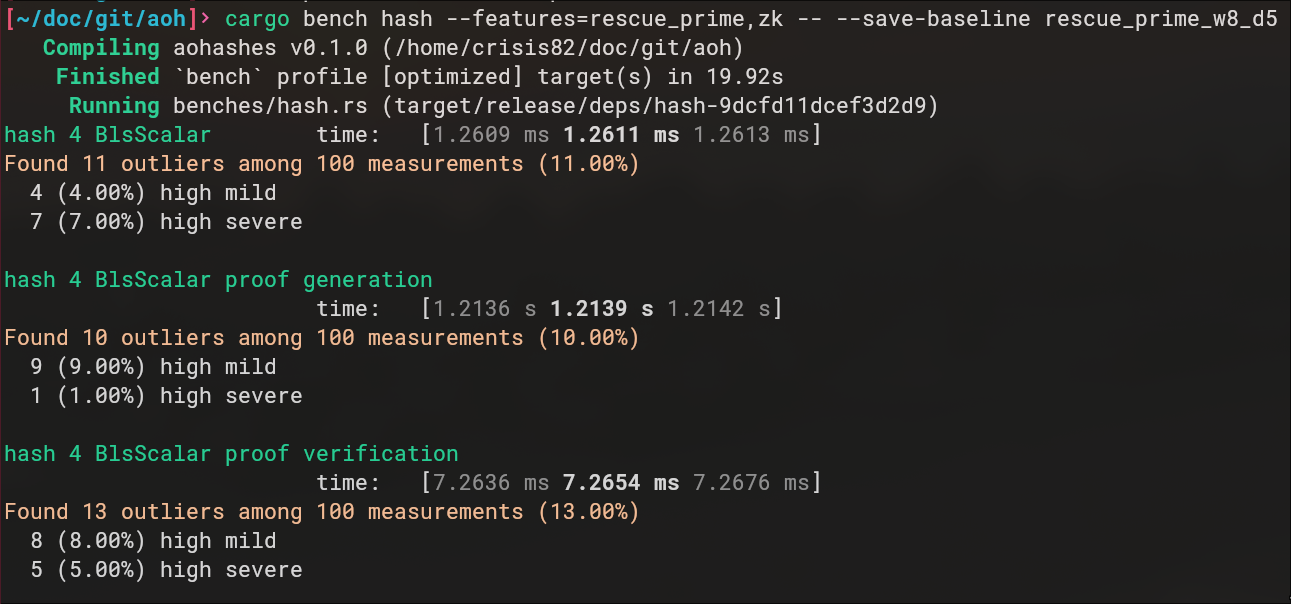 [~/doc/git/aoh]› cargo bench hash --features=rescue_prime,zk -- --save-baseline rescue_prime_w8_d5
   Compiling aohashes v0.1.0 (/home/crisis82/doc/git/aoh)
    Finished `bench` profile [optimized] target(s) in 19.92s
     Running benches/hash.rs (target/release/deps/hash-9dcfd11dcef3d2d9)
hash 4 BlsScalar        time:   [1.2609 ms 1.2611 ms 1.2613 ms]
Found 11 outliers among 100 measurements (11.00%)
  4 (4.00%) high mild
  7 (7.00%) high severe

hash 4 BlsScalar proof generation
                        time:   [1.2136 s 1.2139 s 1.2142 s]
Found 10 outliers among 100 measurements (10.00%)
  9 (9.00%) high mild
  1 (1.00%) high severe

hash 4 BlsScalar proof verification
                        time:   [7.2636 ms 7.2654 ms 7.2676 ms]
Found 13 outliers among 100 measurements (13.00%)
  8 (8.00%) high mild
  5 (5.00%) high severe